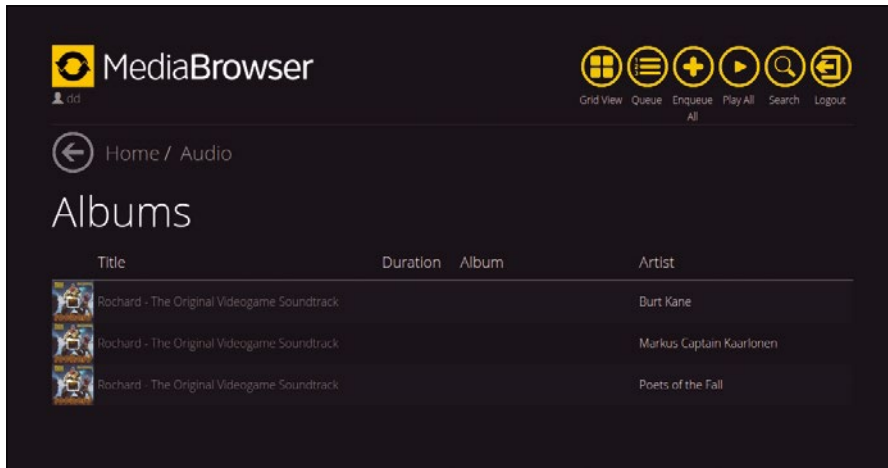 MediaBrowser
dd
Grid View Queue Enqueue All Play All Search Logout
Home / Audio
Albums
Title Duration Album Artist
Rochard - The Original Videogame Soundtrack Burt Kane
Rochard - The Original Videogame Soundtrack Markus Captain Kaarlonen
Rochard - The Original Videogame Soundtrack Poets of the Fall